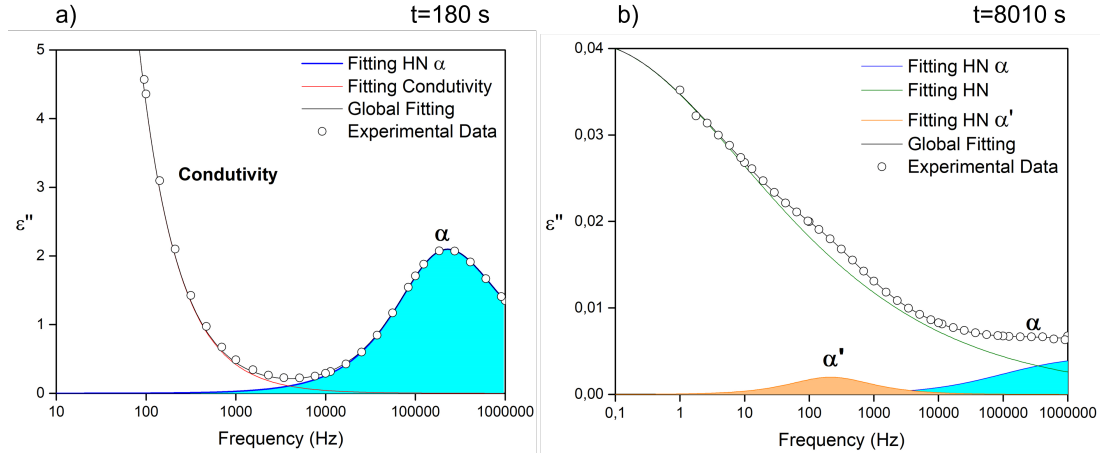 a)
t=180 s
5
4
3
2
1
0
ε"
Fitting HN α
Fitting Condutivity
Global Fitting
Experimental Data
Condutivity
α
10
100
1000
10000
100000
1000000
Frequency (Hz)
b)
t=8010 s
0,04
0,03
0,02
0,01
0,00
ε"
Fitting HN α
Fitting HN
Fitting HN α'
Global Fitting
Experimental Data
α
α'
0,1
1
10
100
1000
10000
100000
1000000
Frequency (Hz)